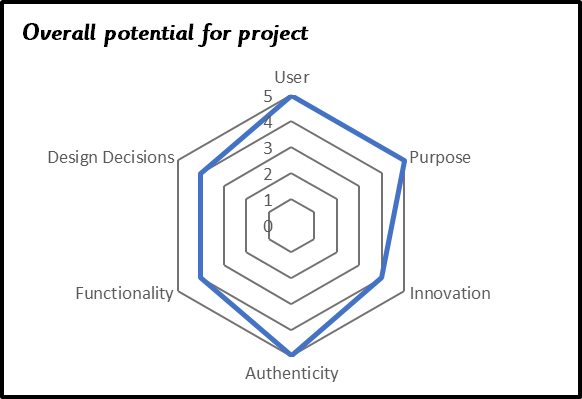 Overall potential for project
User
5
4
3
2
1
0
Design Decisions
Purpose
Functionality
Innovation
Authenticity